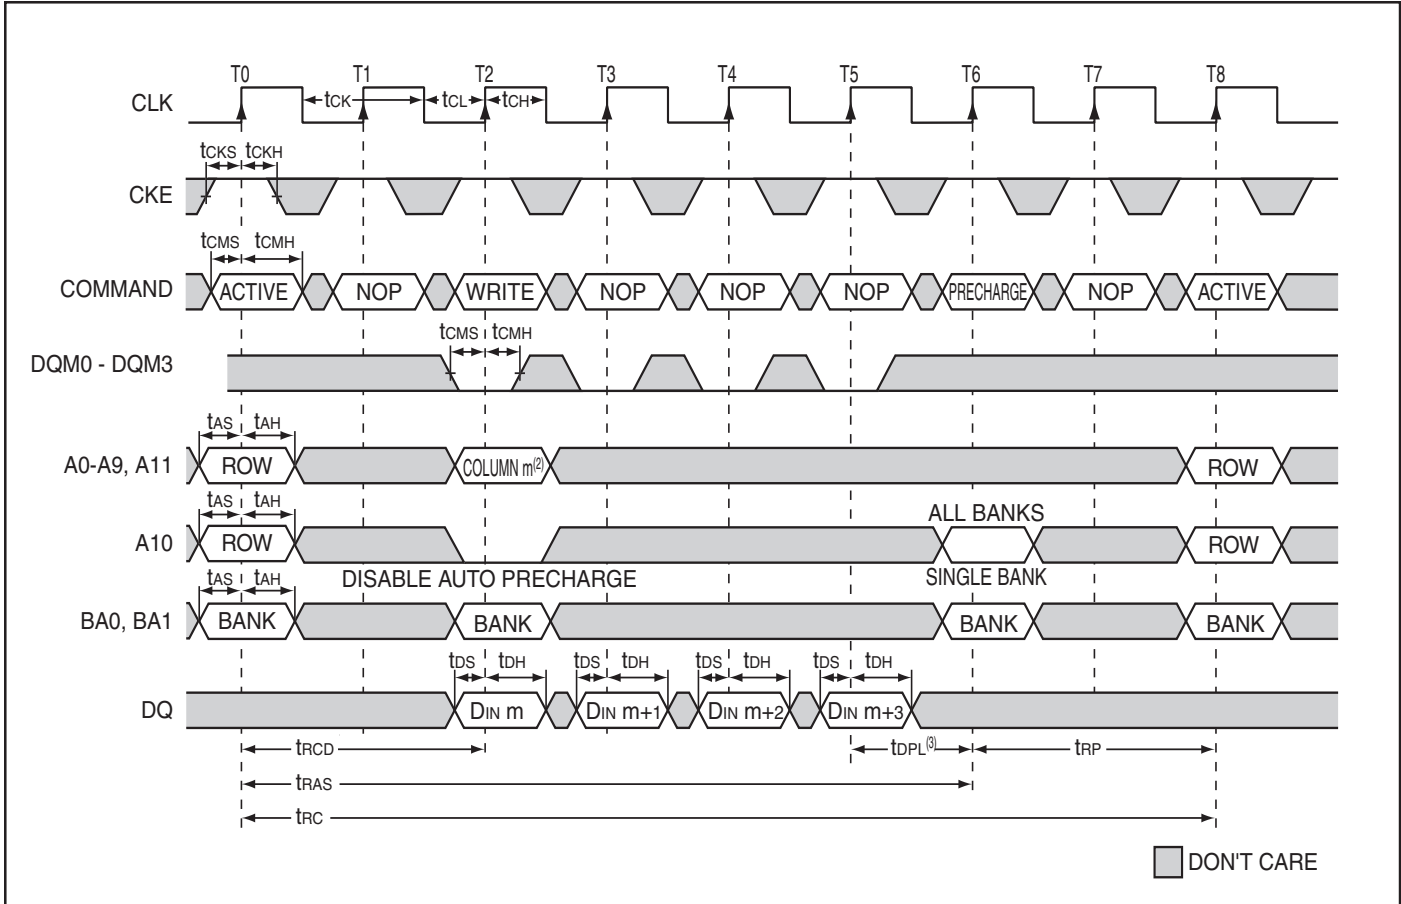 T0 T1 T2 T3 T4 T5 T6 T7 T8
CLK tCK tCL tCH
tCKS tCKH
CKE
tCMS tCMH
COMMAND ACTIVE NOP WRITE NOP NOP NOP PRECHARGE NOP ACTIVE
tCMS tCMH
DQM0 - DQM3
tAS tAH
A0-A9, A11 ROW COLUMN m(2) ROW
tAS tAH
ALL BANKS
A10 ROW ROW
DISABLE AUTO PRECHARGE SINGLE BANK
tAS tAH
BA0, BA1 BANK BANK BANK BANK
tDS tDH tDS tDH tDS tDH tDS tDH
DQ DIN m DIN m+1 DIN m+2 DIN m+3
tRCD tDPL(3) tRP
tRAS
tRC
DON'T CARE